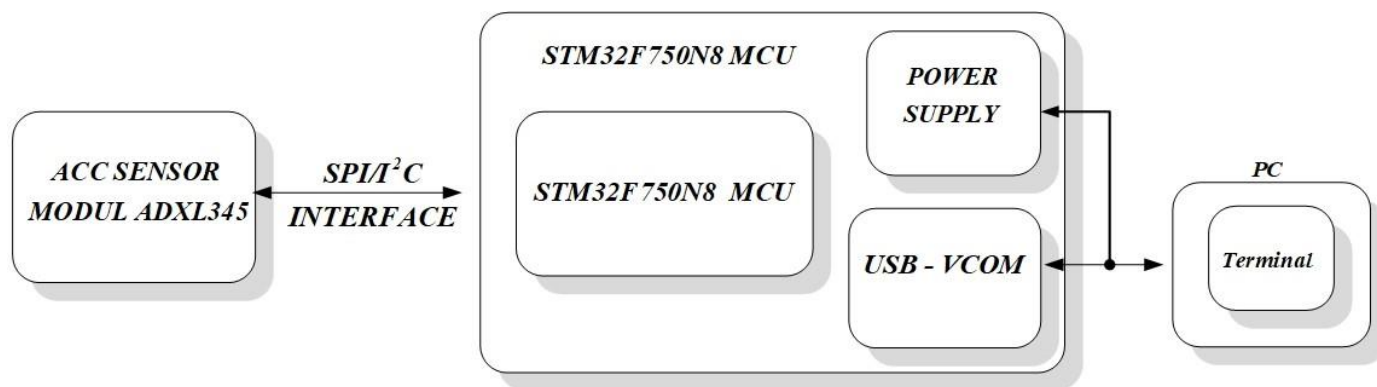 ACC SENSOR
MODUL ADXL345
SPI/I²C
INTERFACE
STM32F750N8 MCU
STM32F750N8 MCU
POWER
SUPPLY
USB - VCOM
PC
Terminal